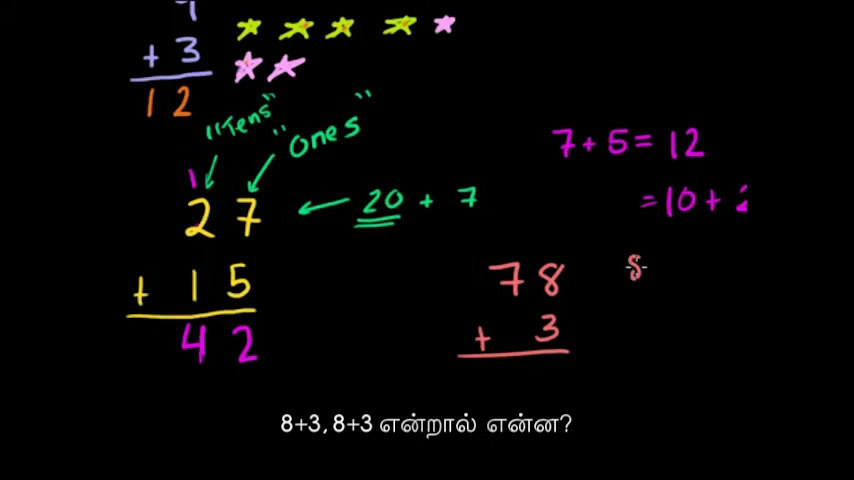 + 3
12
"Tens"
"ones"
7 + 5 = 12
= 10 +
1
27
20 + 7
+ 15
42
78
8
+ 3
8+3, 8+3 என்றால் என்ன?